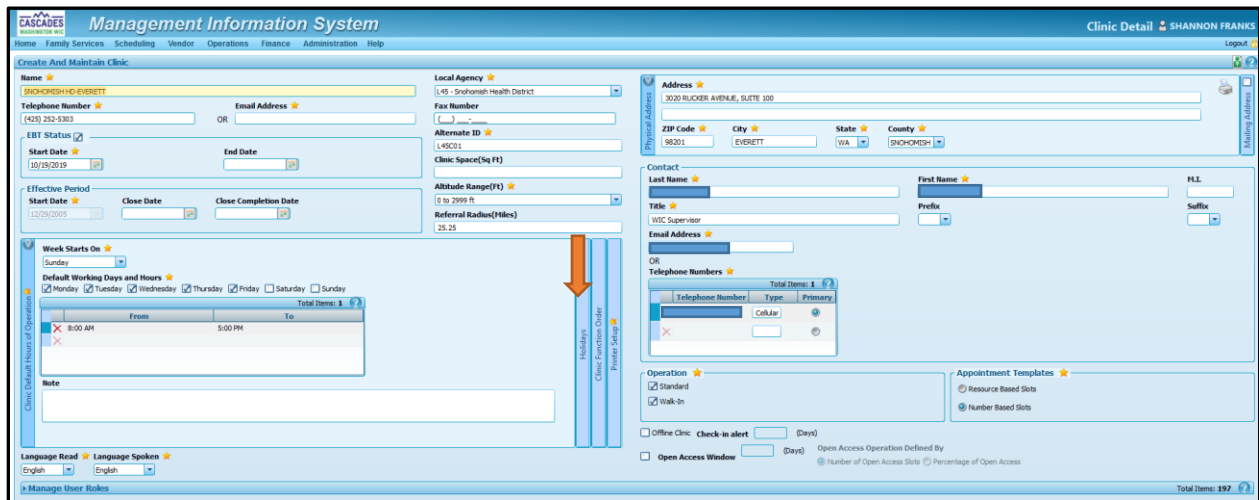 CASCADES
WASHINGTON WIC
Management Information System
Clinic Detail SHANNON FRANKS
Home Family Services Scheduling Vendor Operations Finance Administration Help
Logout
Create And Maintain Clinic
Name
SNOHOMISH HD-EVERETT
Telephone Number
Email Address
(425) 252-5303
OR
EBT Status
Start Date
End Date
10/19/2019
Effective Period
Start Date
Close Date
Close Completion Date
12/29/2005
Local Agency
L45 - Snohomish Health District
Fax Number
(___) ___-____
Alternate ID
L45C01
Clinic Space(Sq Ft)
Altitude Range(Ft)
0 to 2999 ft
Referral Radius(Miles)
25.25
Clinic Default Hours of Operation
Week Starts On
Sunday
Default Working Days and Hours
Monday Tuesday Wednesday Thursday Friday Saturday Sunday
Total Items: 1
From To
8:00 AM 5:00 PM
Note
Holidays
Clinic Function Order
Printer Setup
Language Read Language Spoken
English English
Physical Address
Address
3020 RUCKER AVENUE, SUITE 100
ZIP Code City State County
98201 EVERETT WA SNOHOMISH
Mailing Address
Contact
Last Name First Name M.I.
Title Prefix Suffix
WIC Supervisor
Email Address
OR
Telephone Numbers
Total Items: 1
Telephone Number Type Primary
Cellular
Operation
Standard
Walk-In
Appointment Templates
Resource Based Slots
Number Based Slots
Offline Clinic Check-in alert (Days)
Open Access Window (Days) Open Access Operation Defined By
Number of Open Access Slots Percentage of Open Access
Manage User Roles
Total Items: 197